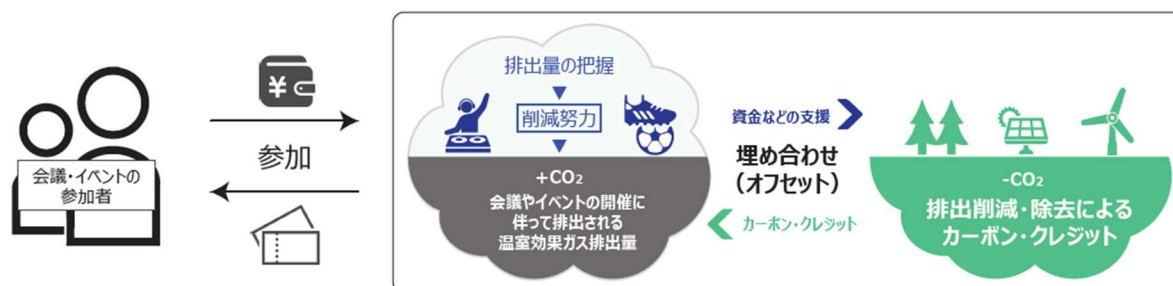 会議・イベントの
参加者
¥
参加
排出量の把握
削減努力
+CO₂
会議やイベントの開催に
伴って排出される
温室効果ガス排出量
資金などの支援
埋め合わせ
（オフセット）
カーボン・クレジット
-CO₂
排出削減・除去による
カーボン・クレジット